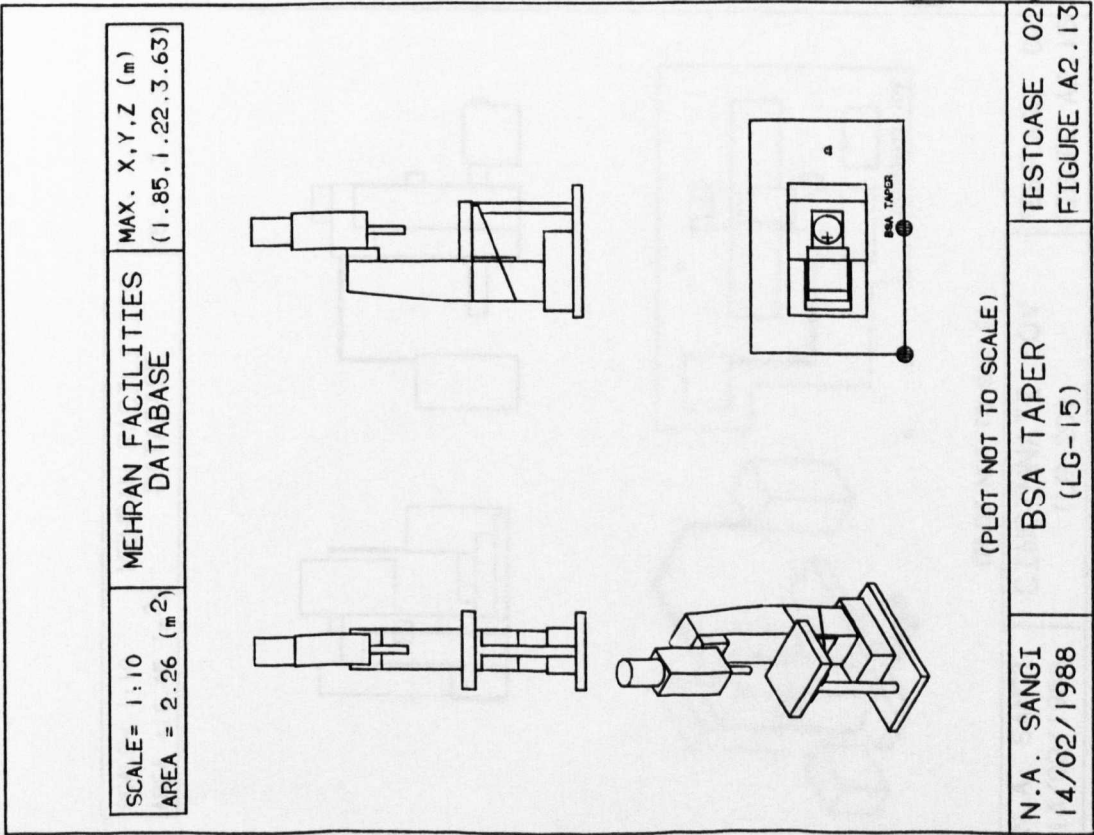 SCALE= 1:10
AREA = 2.26 (m2)
MEHRAN FACILITIES
DATABASE
MAX. X,Y,Z (m)
(1.85,1.22,3.63)
BSA TAPER
a
(PLOT NOT TO SCALE)
N.A. SANGI
14/02/1988
BSA TAPER
(LG-15)
TESTCASE 02
FIGURE A2.13